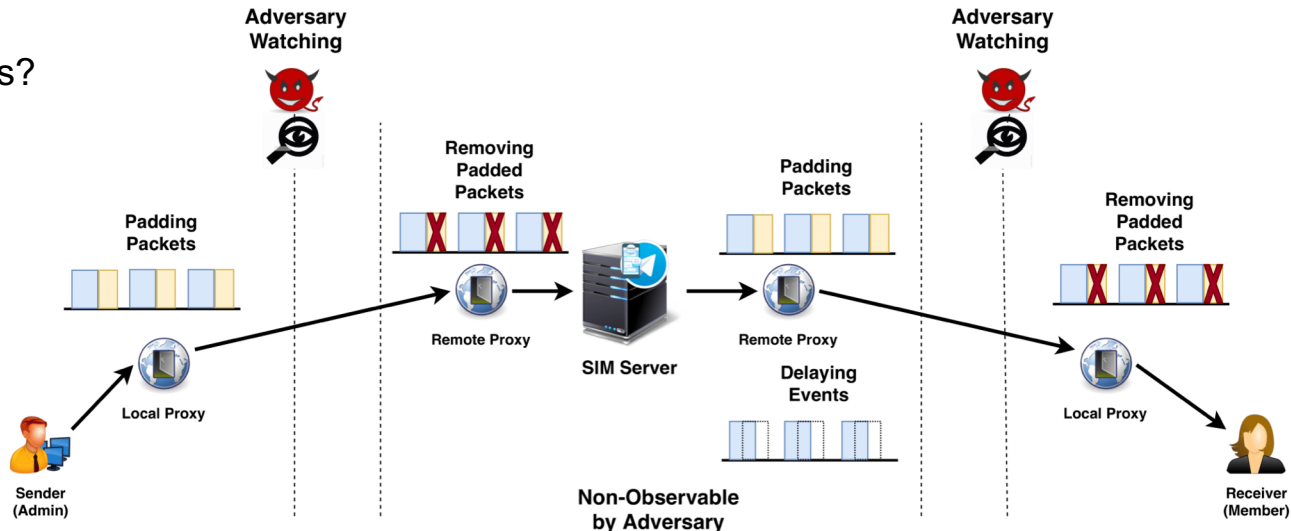 s?
Adversary
Watching
Adversary
Watching
Removing
Padded
Packets
Padding
Packets
Padding
Packets
Removing
Padded
Packets
Remote Proxy
SIM Server
Remote Proxy
Local Proxy
Delaying
Events
Local Proxy
Sender
(Admin)
Non-Observable
by Adversary
Receiver
(Member)